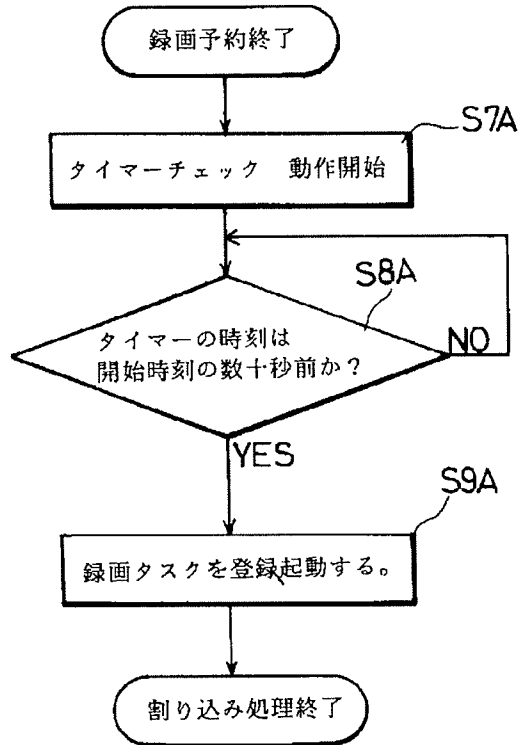 録画予約終了
S7A
タイマーチェック 動作開始
S8A
タイマーの時刻は
開始時刻の数十秒前か?
NO
YES
S9A
録画タスクを登録起動する。
割り込み処理終了